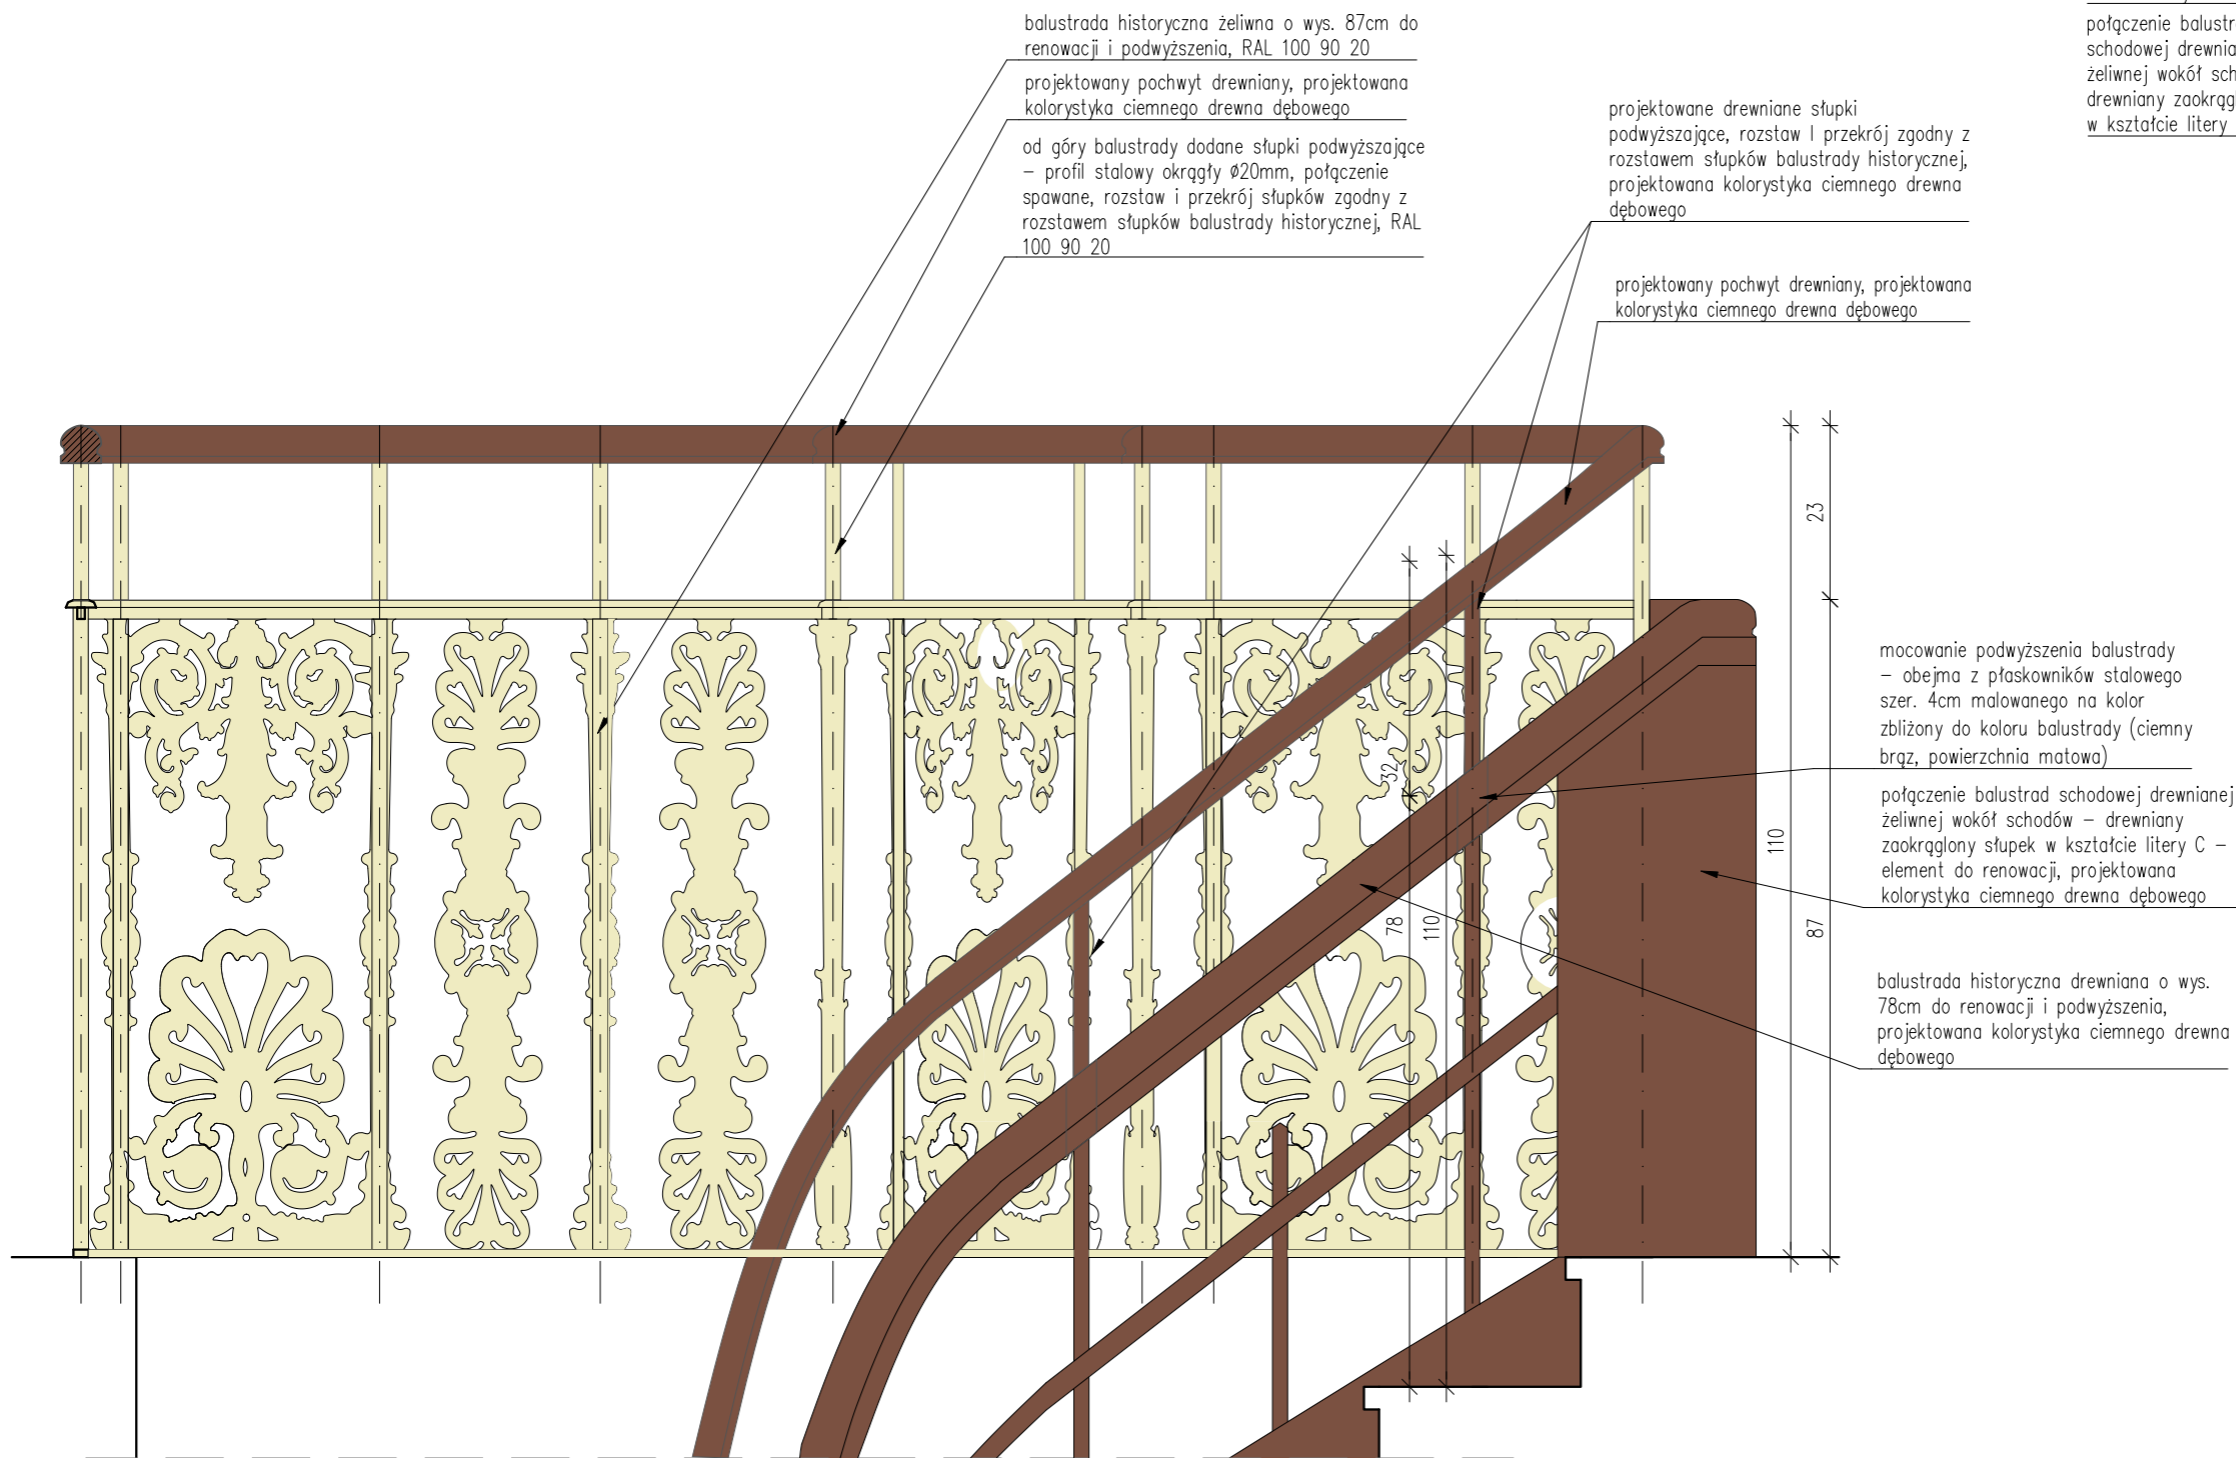 balustrada historyczna żeliwna o wys. 87cm do
renowacji i podwyższenia, RAL 100 90 20
projektowany pochwyt drewniany, projektowana
kolorystyka ciemnego drewna dębowego
od góry balustrady dodane słupki podwyższające
– profil stalowy okrągły ø20mm, połączenie
spawane, rozstaw i przekrój słupków zgodny z
rozstawem słupków balustrady historycznej, RAL
100 90 20
projektowane drewniane słupki
podwyższające, rozstaw I przekrój zgodny z
rozstawem słupków balustrady historycznej,
projektowana kolorystyka ciemnego drewna
dębowego
projektowany pochwyt drewniany, projektowana
kolorystyka ciemnego drewna dębowego
połączenie balustr
schodowej drewnia
żeliwnej wokół sch
drewniany zaokrąg
w kształcie litery
23
110
87
32
78
110
mocowanie podwyższenia balustrady
– obejma z płaskowników stalowego
szer. 4cm malowanego na kolor
zbliżony do koloru balustrady (ciemny
brąz, powierzchnia matowa)
połączenie balustrad schodowej drewnianej
żeliwnej wokół schodów – drewniany
zaokrąglony słupek w kształcie litery C –
element do renowacji, projektowana
kolorystyka ciemnego drewna dębowego
balustrada historyczna drewniana o wys.
78cm do renowacji i podwyższenia,
projektowana kolorystyka ciemnego drewna
dębowego